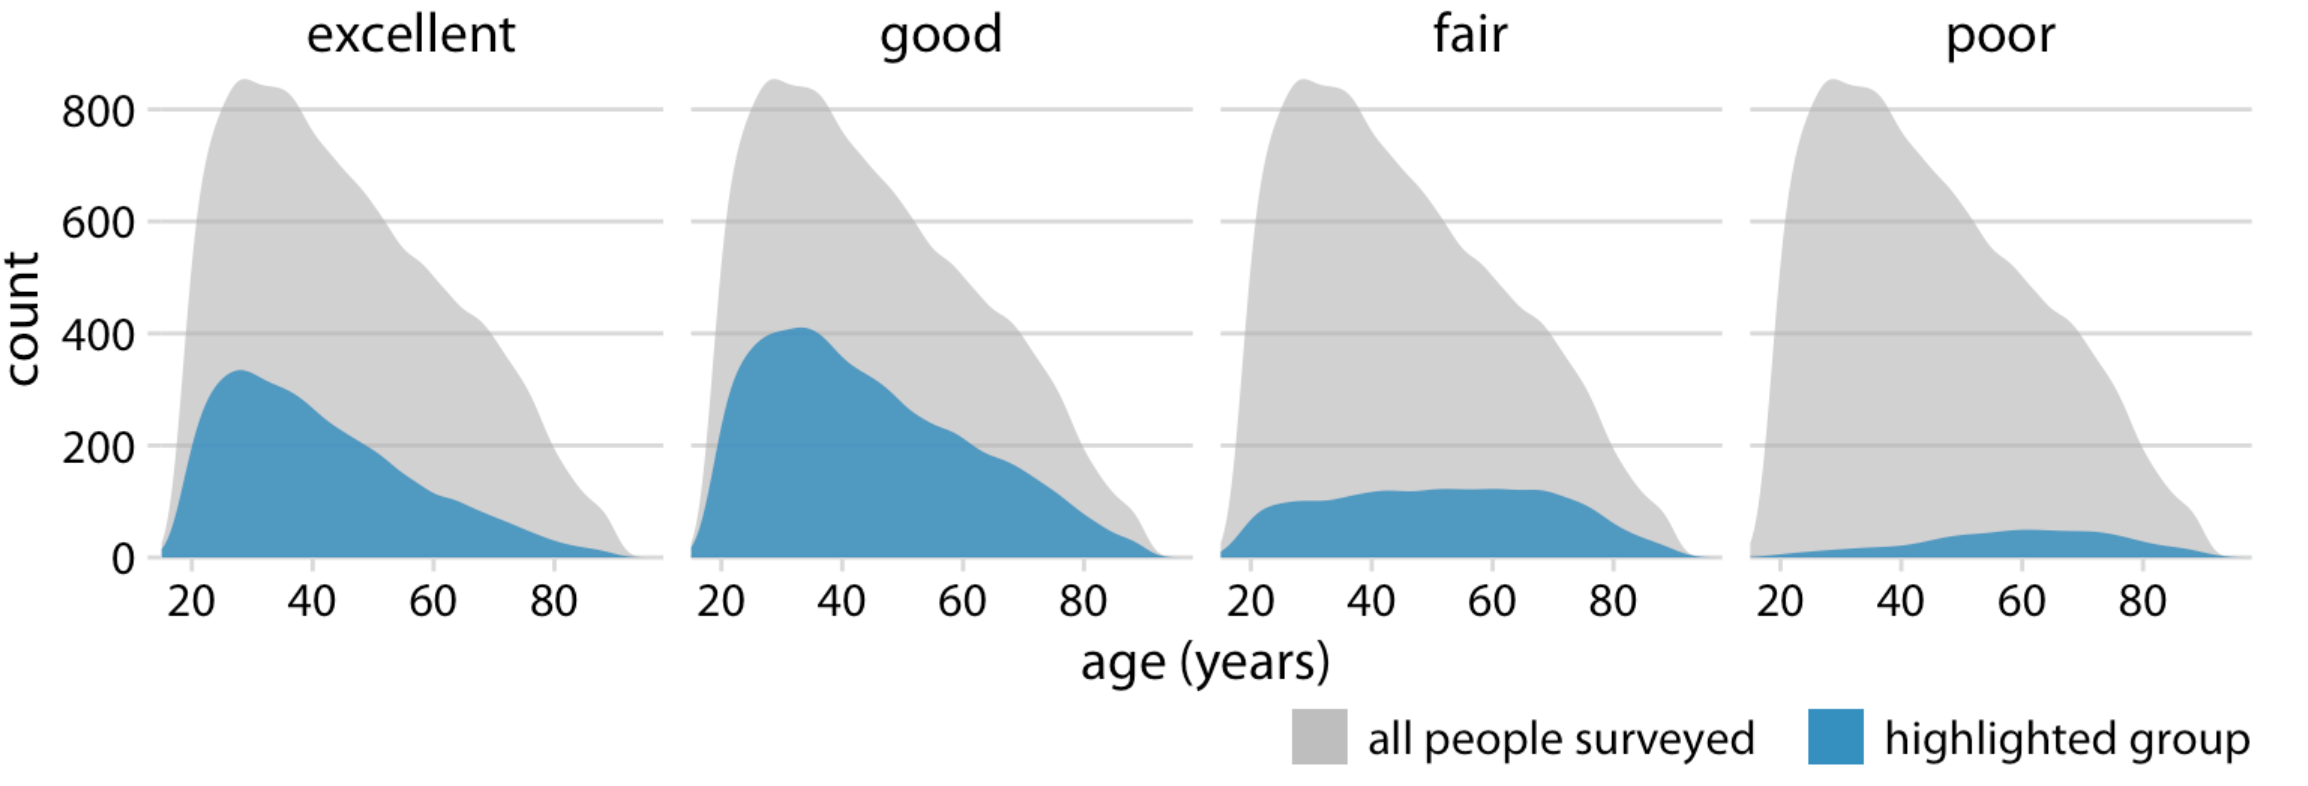 excellent good fair poor
800
600
400
200
0
count
20 40 60 80 20 40 60 80 20 40 60 80 20 40 60 80
age (years)
all people surveyed highlighted group